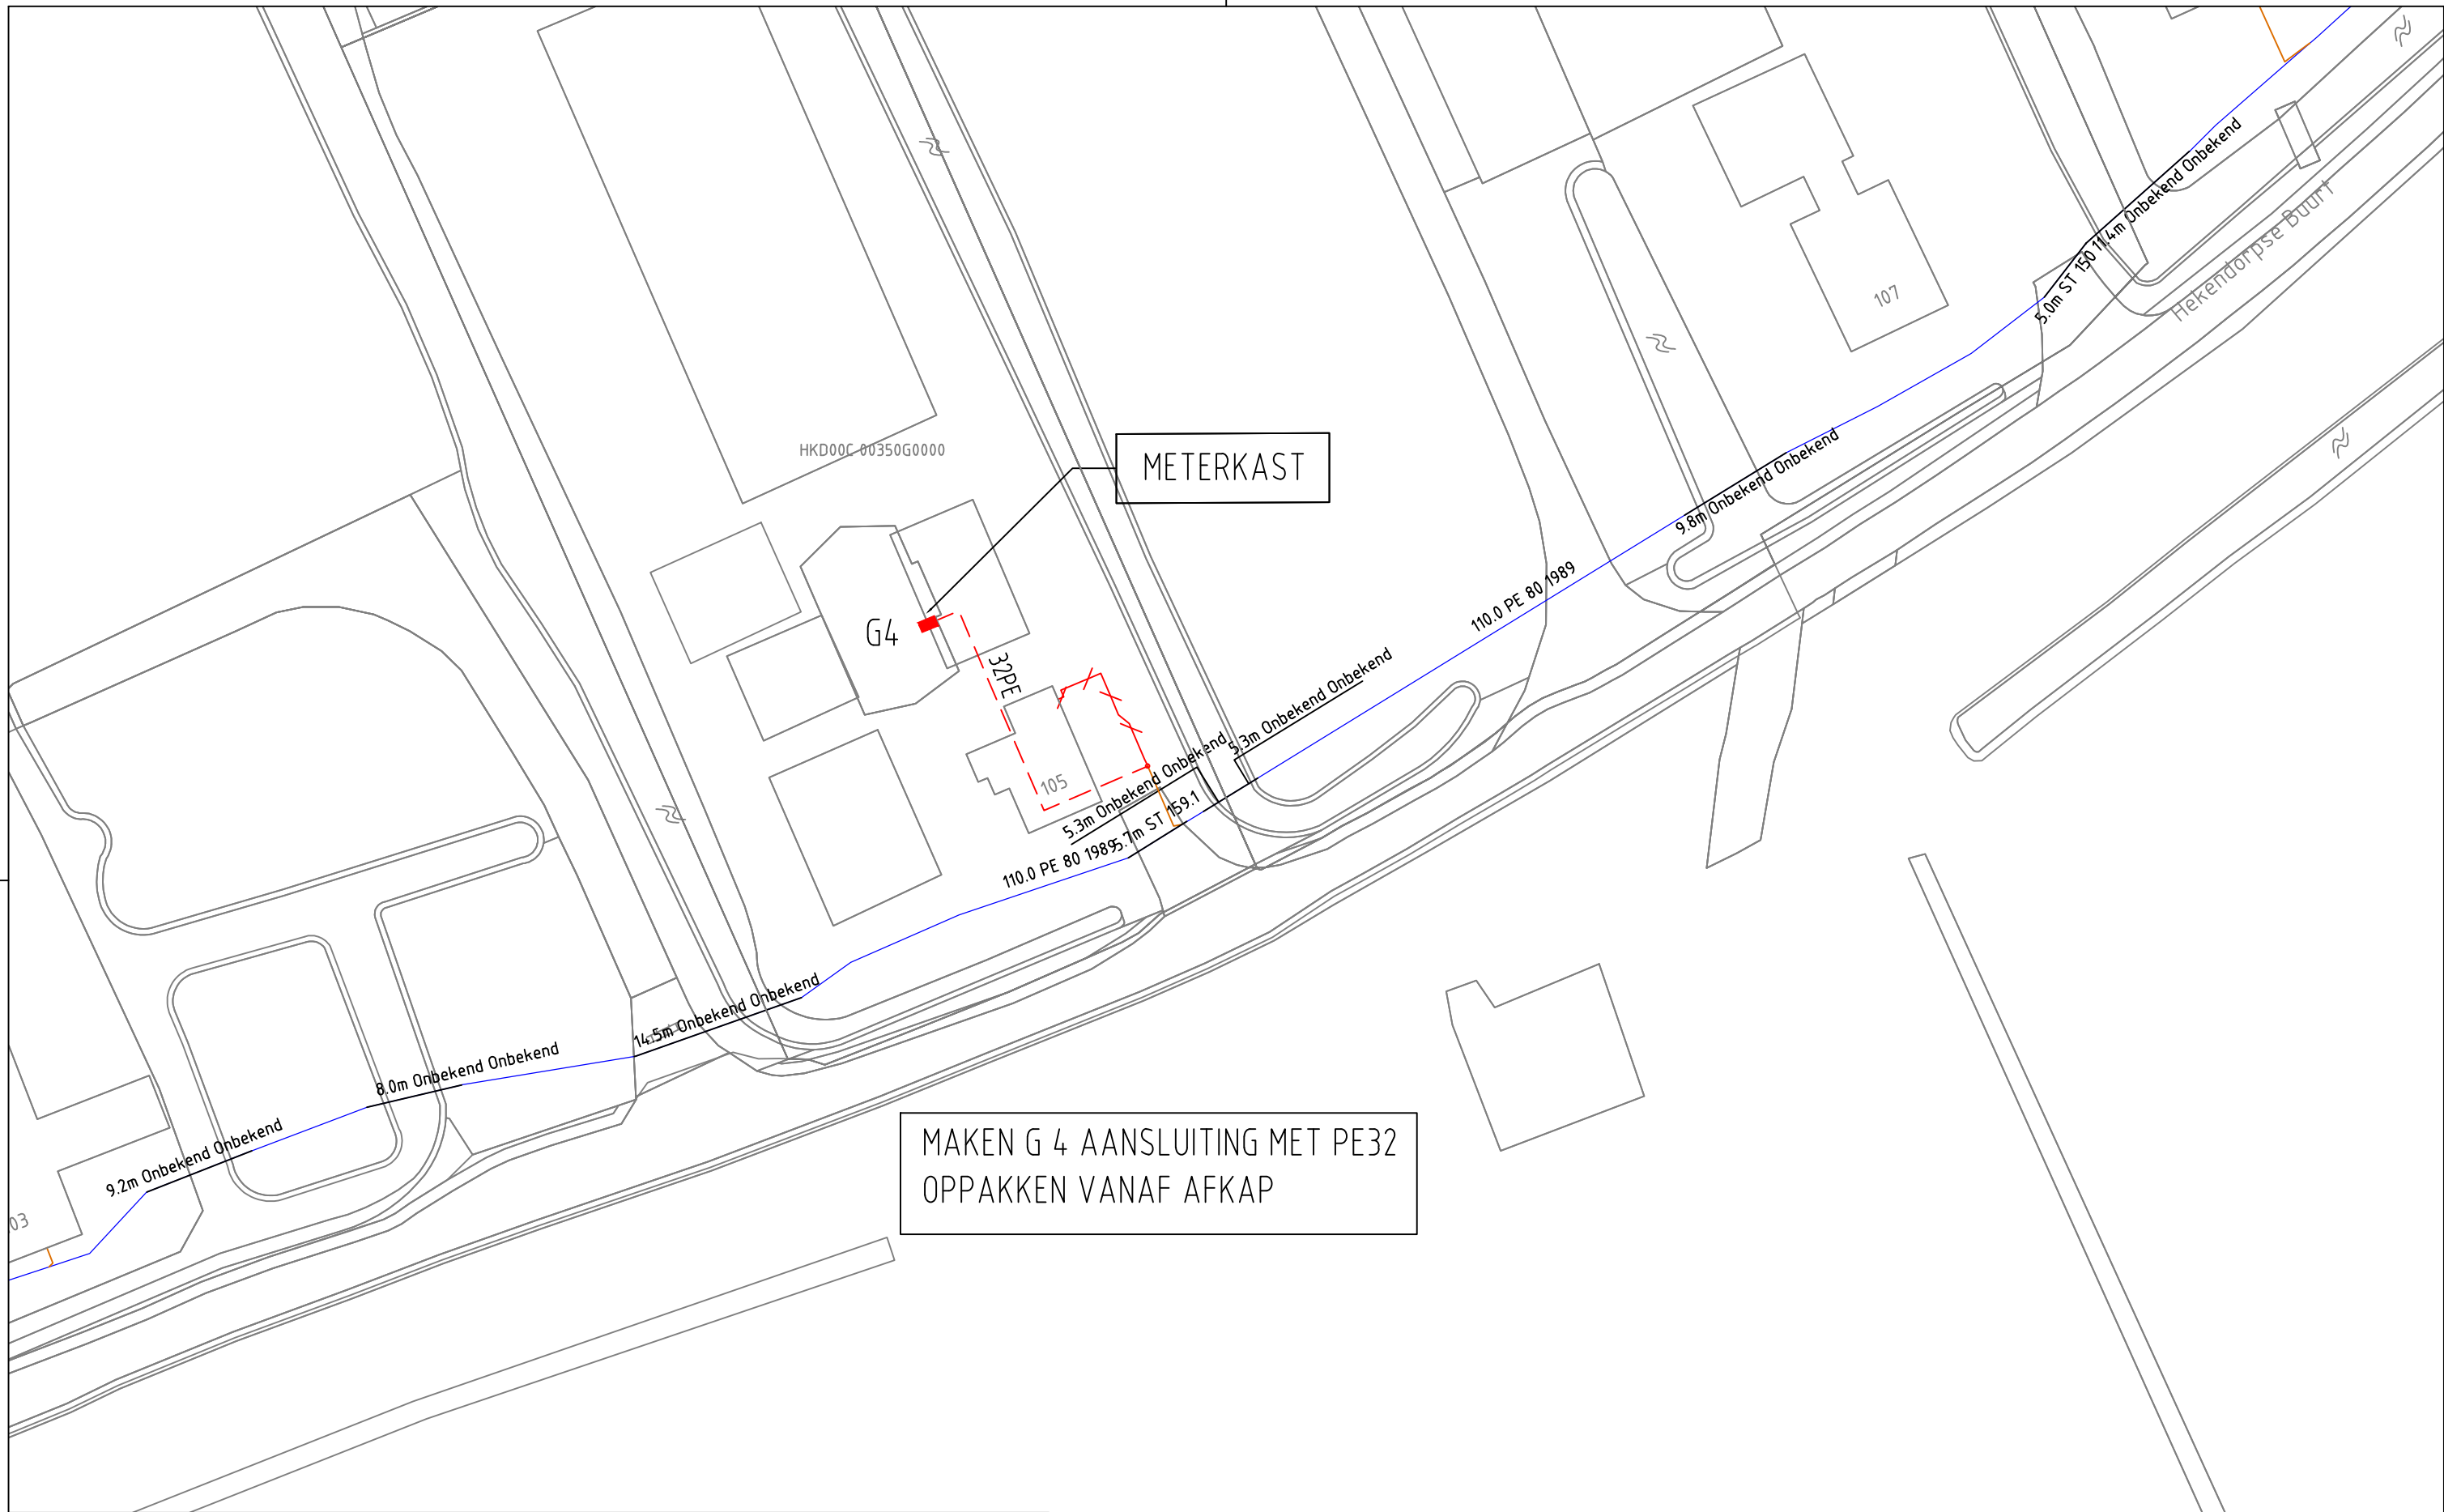 5.0m ST 150 11.4m Onbekend Onbekend
Hekendorpse Buurt
107
HKD00C 00350G0000
METERKAST
9.8m Onbekend Onbekend
110.0 PE 80 1989
G4
32PE
5.3m Onbekend Onbekend
5.3m Onbekend Onbekend
105
5.7m ST 159.1
110.0 PE 80 1989
14.5m Onbekend Onbekend
8.0m Onbekend Onbekend
9.2m Onbekend Onbekend
03
MAKEN G 4 AANSLUITING MET PE32
OPPAKKEN VANAF AFKAP